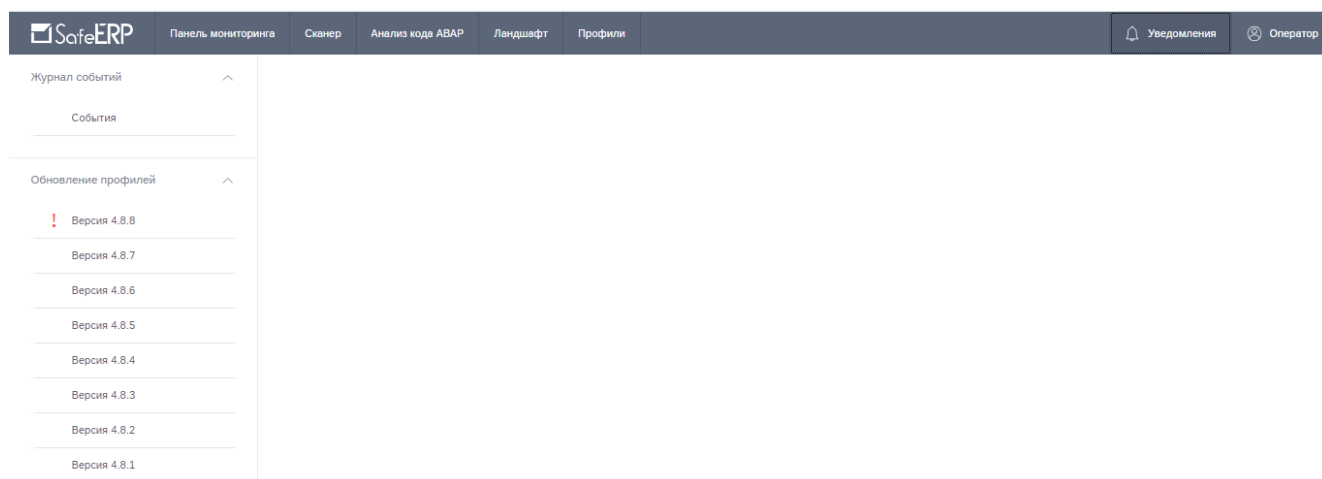 SafeERP Панель мониторинга Сканер Анализ кода ABAP Ландшафт Профили Уведомления Оператор
Журнал событий
События
Обновление профилей
! Версия 4.8.8
Версия 4.8.7
Версия 4.8.6
Версия 4.8.5
Версия 4.8.4
Версия 4.8.3
Версия 4.8.2
Версия 4.8.1